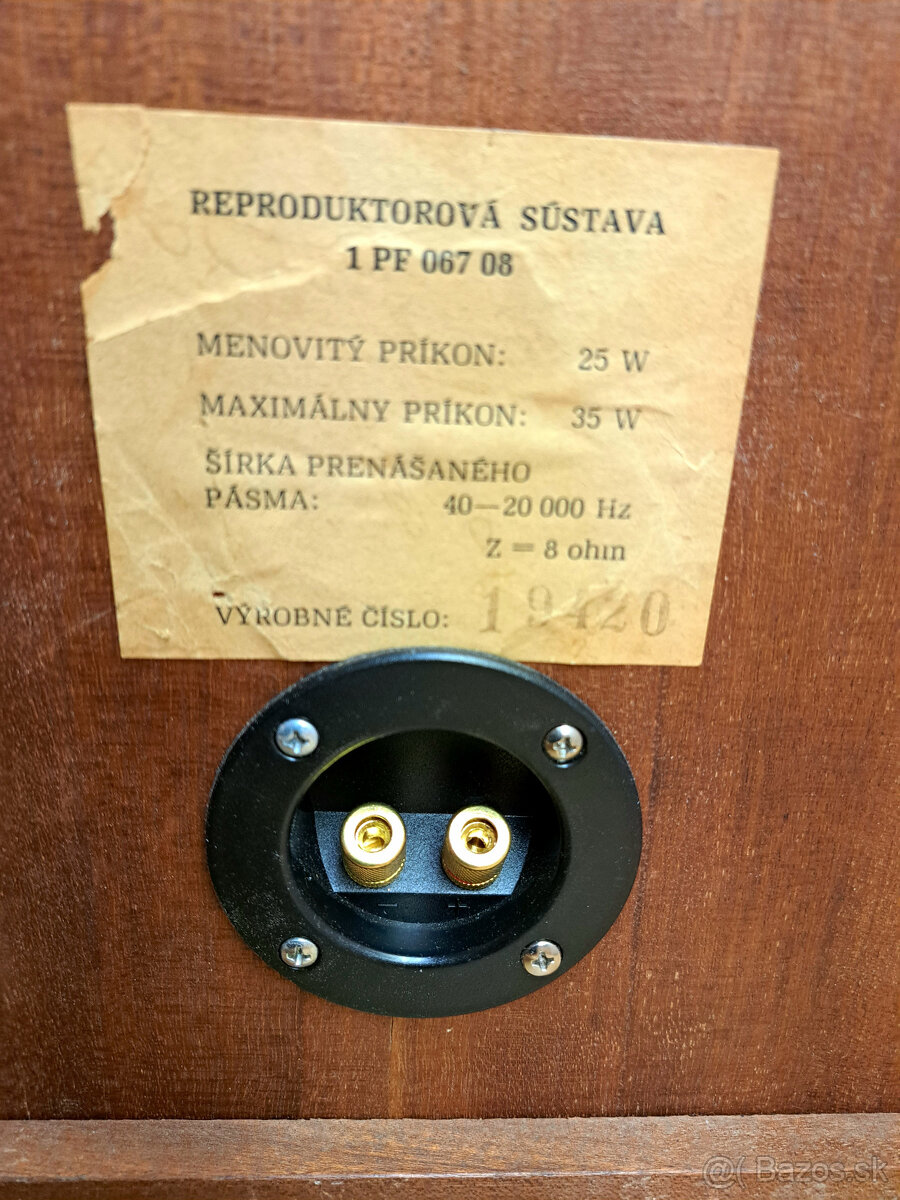 REPRODUKTOROVÁ SÚSTAVA
1 PF 067 08
MENOVITÝ PRÍKON: 25 W
MAXIMÁLNY PRÍKON: 35 W
ŠÍRKA PRENÁŠANÉHO
PÁSMA: 40—20 000 Hz
Z = 8 ohm
VÝROBNÉ ČÍSLO: 19420
− +
@( Bazos.sk